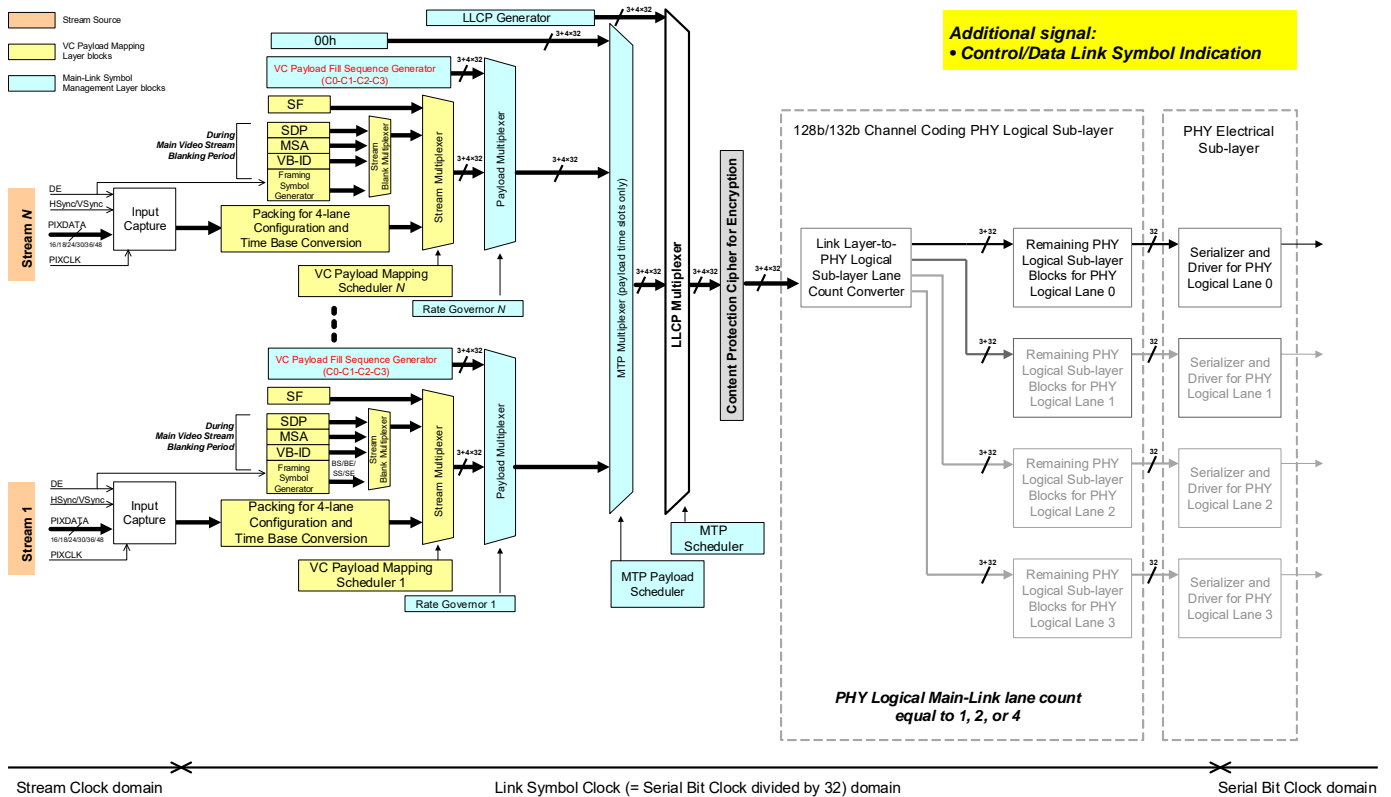 Stream Source
VC Payload Mapping
Layer blocks
Main-Link Symbol
Management Layer blocks
LLCP Generator
3+4×32
00h
3+4×32
VC Payload Fill Sequence Generator
(C0-C1-C2-C3)
3+4×32
SF
During
Main Video Stream
Blanking Period
SDP
MSA
VB-ID
Framing
Symbol
Generator
Stream
Blank Multiplexer
Stream Multiplexer
3+4×32
Payload Multiplexer
3+4×32
Stream N
DE
HSync/VSync
PIXDATA
16/18/24/30/36/48
PIXCLK
Input
Capture
Packing for 4-lane
Configuration and
Time Base Conversion
VC Payload Mapping
Scheduler N
Rate Governor N
VC Payload Fill Sequence Generator
(C0-C1-C2-C3)
3+4×32
SF
During
Main Video Stream
Blanking Period
SDP
MSA
VB-ID
Framing
Symbol
Generator
BS/BE/
SS/SE
Stream
Blank Multiplexer
Stream Multiplexer
3+4×32
Payload Multiplexer
Stream 1
DE
HSync/VSync
PIXDATA
16/18/24/30/36/48
PIXCLK
Input
Capture
Packing for 4-lane
Configuration and
Time Base Conversion
VC Payload Mapping
Scheduler 1
Rate Governor 1
MTP Multiplexer (payload time slots only)
3+4×32
MTP Payload
Scheduler
LLCP Multiplexer
3+4×32
MTP
Scheduler
Content Protection Cipher for Encryption
3+4×32
Additional signal:
• Control/Data Link Symbol Indication
128b/132b Channel Coding PHY Logical Sub-layer
PHY Electrical
Sub-layer
Link Layer-to-
PHY Logical
Sub-layer Lane
Count Converter
3+32
Remaining PHY
Logical Sub-layer
Blocks for PHY
Logical Lane 0
32
Serializer and
Driver for PHY
Logical Lane 0
3+32
Remaining PHY
Logical Sub-layer
Blocks for PHY
Logical Lane 1
32
Serializer and
Driver for PHY
Logical Lane 1
3+32
Remaining PHY
Logical Sub-layer
Blocks for PHY
Logical Lane 2
32
Serializer and
Driver for PHY
Logical Lane 2
3+32
Remaining PHY
Logical Sub-layer
Blocks for PHY
Logical Lane 3
32
Serializer and
Driver for PHY
Logical Lane 3
PHY Logical Main-Link lane count
equal to 1, 2, or 4
Stream Clock domain
Link Symbol Clock (= Serial Bit Clock divided by 32) domain
Serial Bit Clock domain